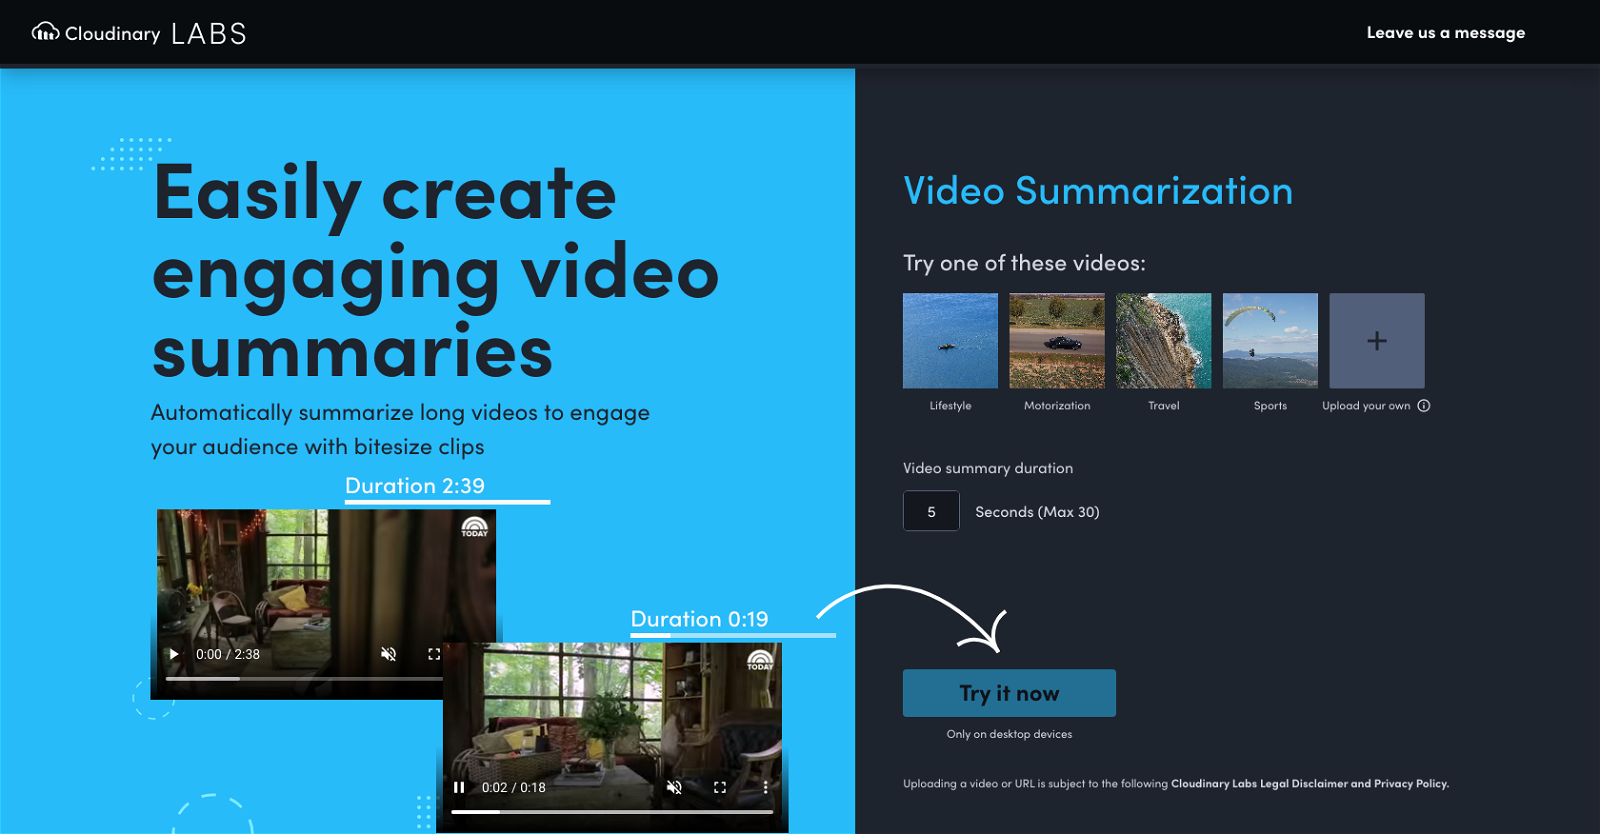 Cloudinary LABS
Leave us a message
Easily create
engaging video
summaries
Automatically summarize long videos to engage
your audience with bitesize clips
Duration 2:39
TODAY
0:00 / 2:38
Duration 0:19
TODAY
0:02 / 0:18
Video Summarization
Try one of these videos:
Lifestyle
Motorization
Travel
Sports
Upload your own
Video summary duration
5 Seconds (Max 30)
Try it now
Only on desktop devices
Uploading a video or URL is subject to the following Cloudinary Labs Legal Disclaimer and Privacy Policy.